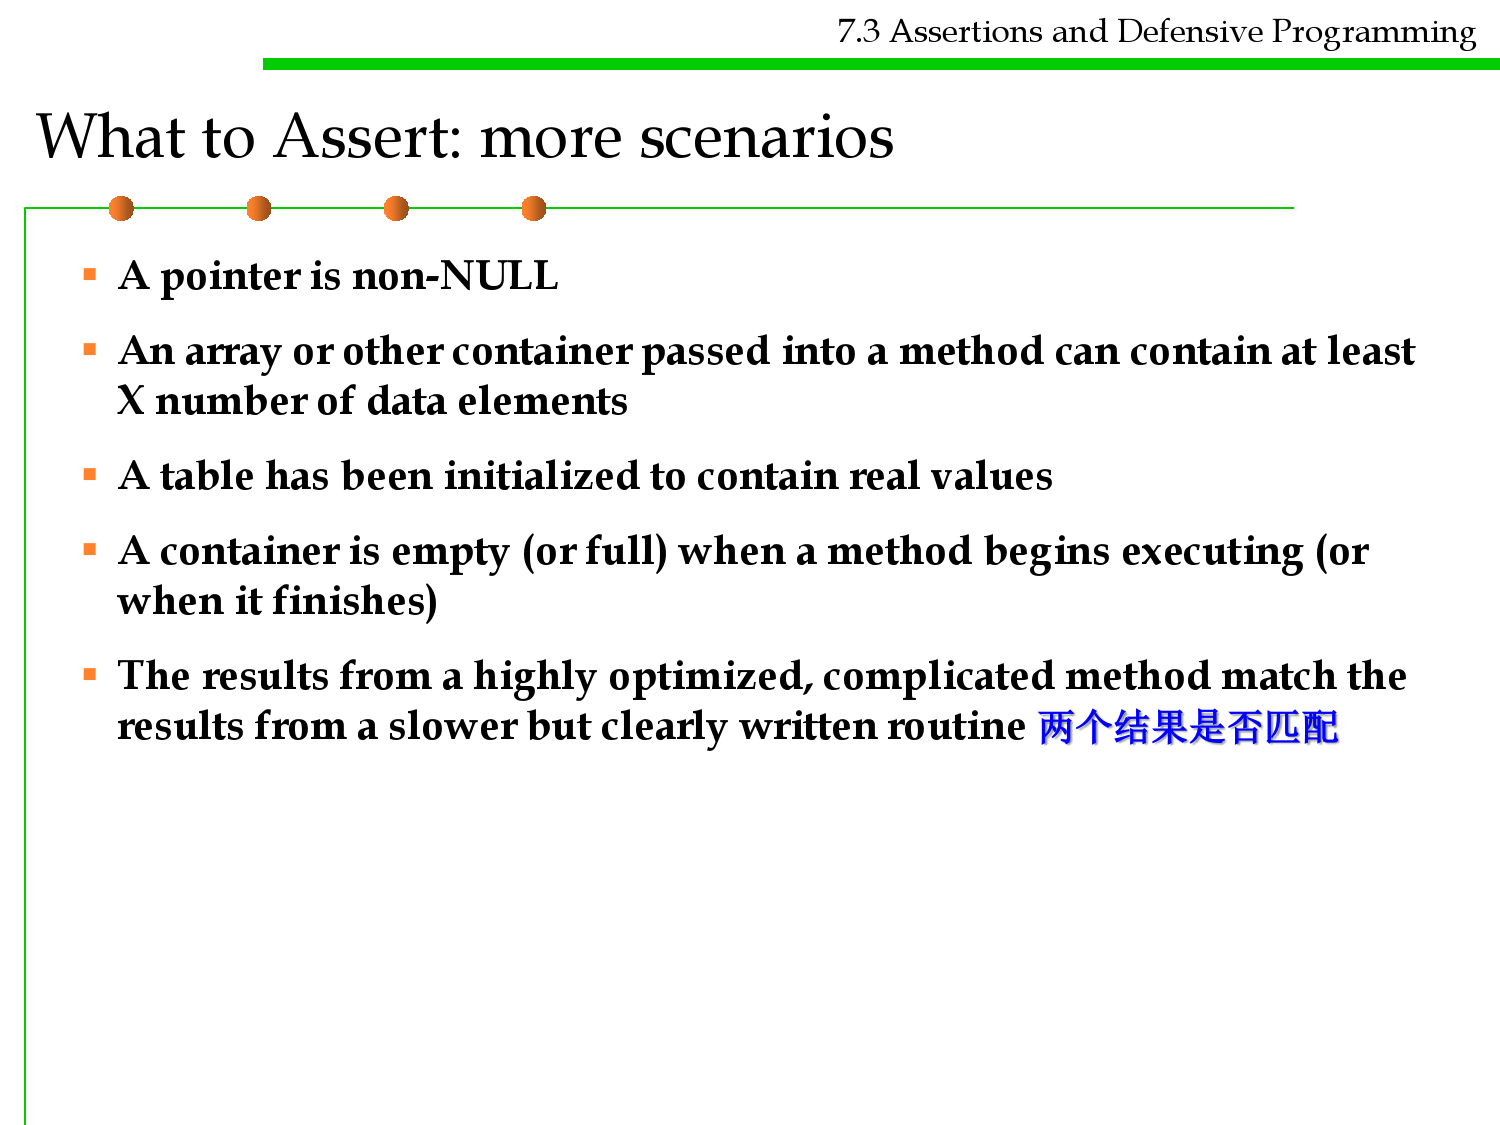 7.3 Assertions and Defensive Programming
What to Assert: more scenarios
A pointer is non-NULL
An array or other container passed into a method can contain at least
X number of data elements
A table has been initialized to contain real values
A container is empty (or full) when a method begins executing (or
when it finishes)
The results from a highly optimized, complicated method match the
results from a slower but clearly written routine 两个结果是否匹配